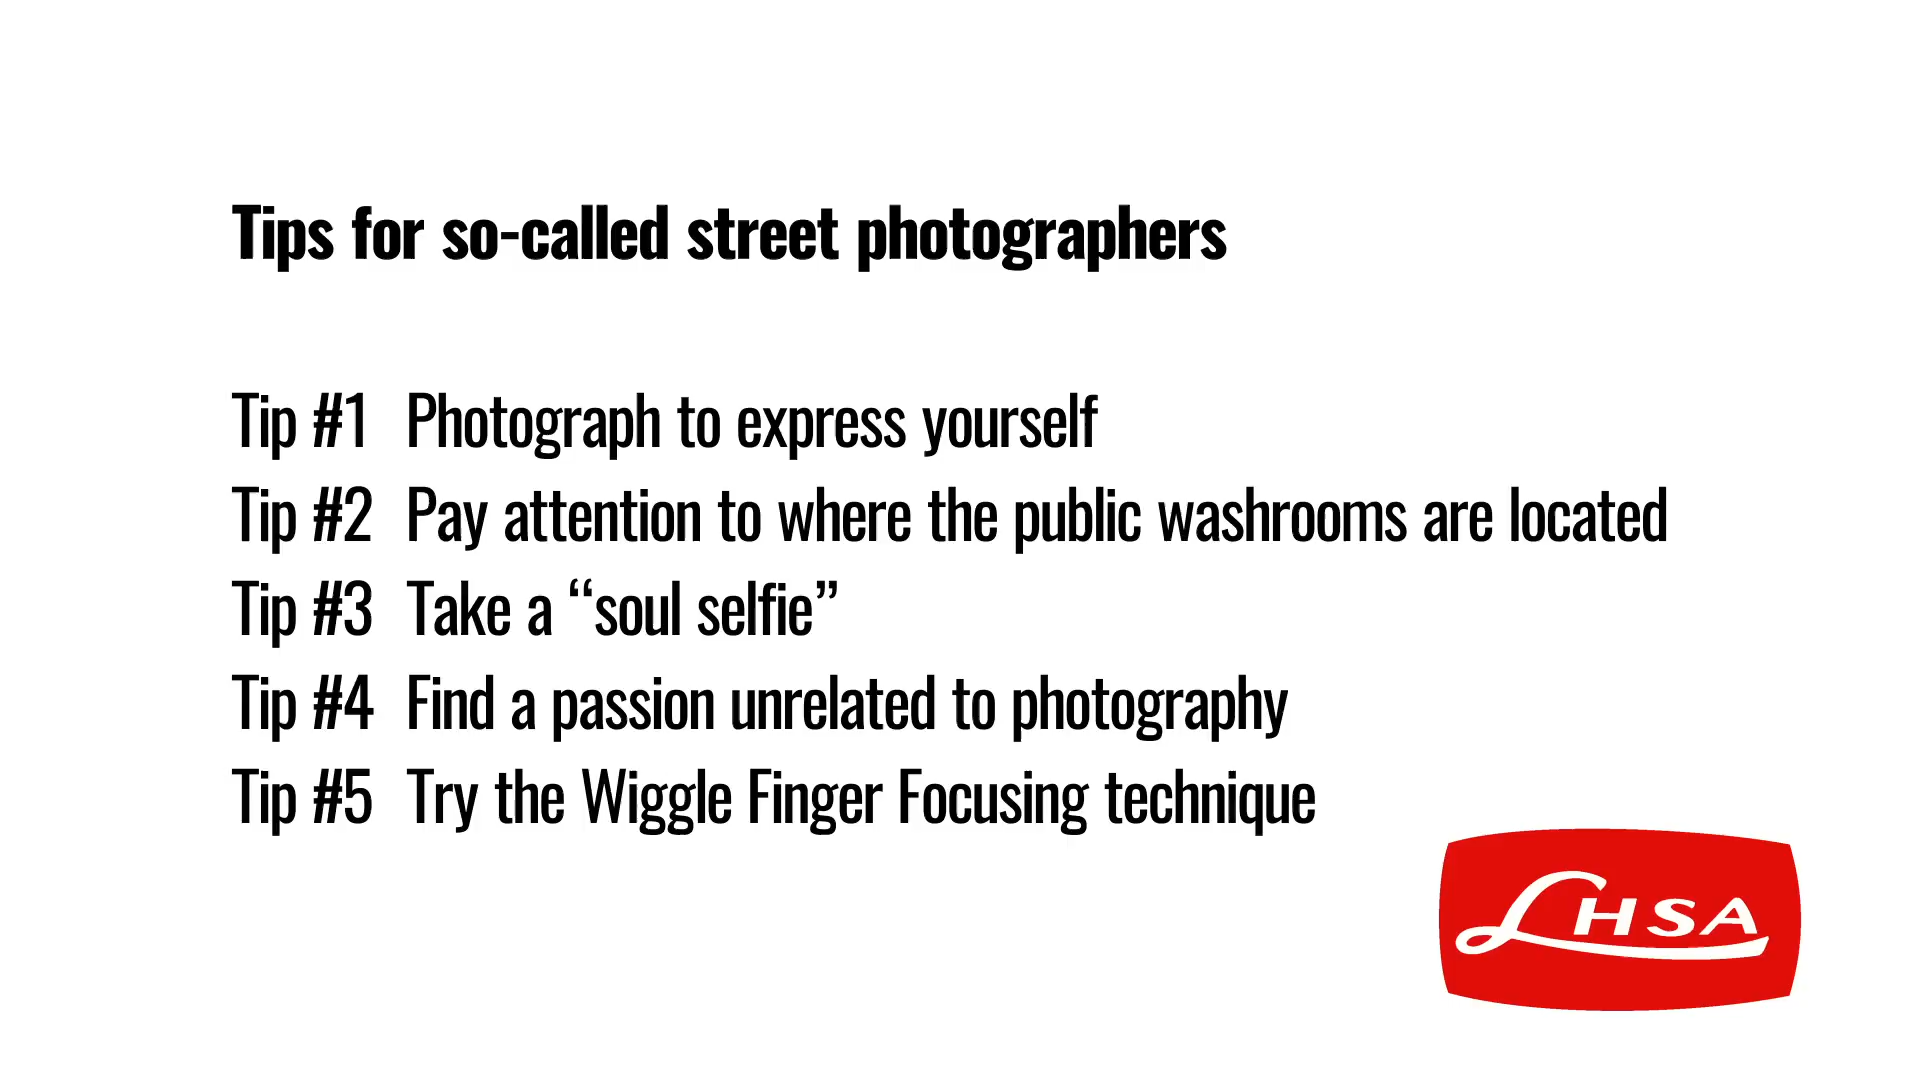 Tips for so-called street photographers
Tip #1 Photograph to express yourself
Tip #2 Pay attention to where the public washrooms are located
Tip #3 Take a “soul selfie”
Tip #4 Find a passion unrelated to photography
Tip #5 Try the Wiggle Finger Focusing technique
LHSA